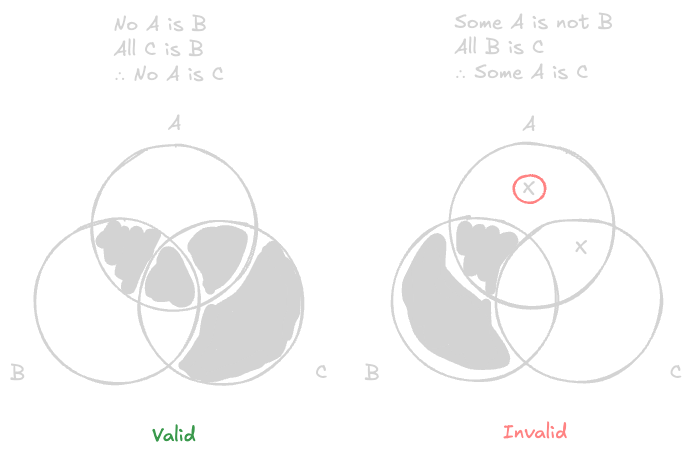 No A is B
All C is B
∴ No A is C
A
B
C
Valid
Some A is not B
All B is C
∴ Some A is C
A
x
x
B
C
Invalid